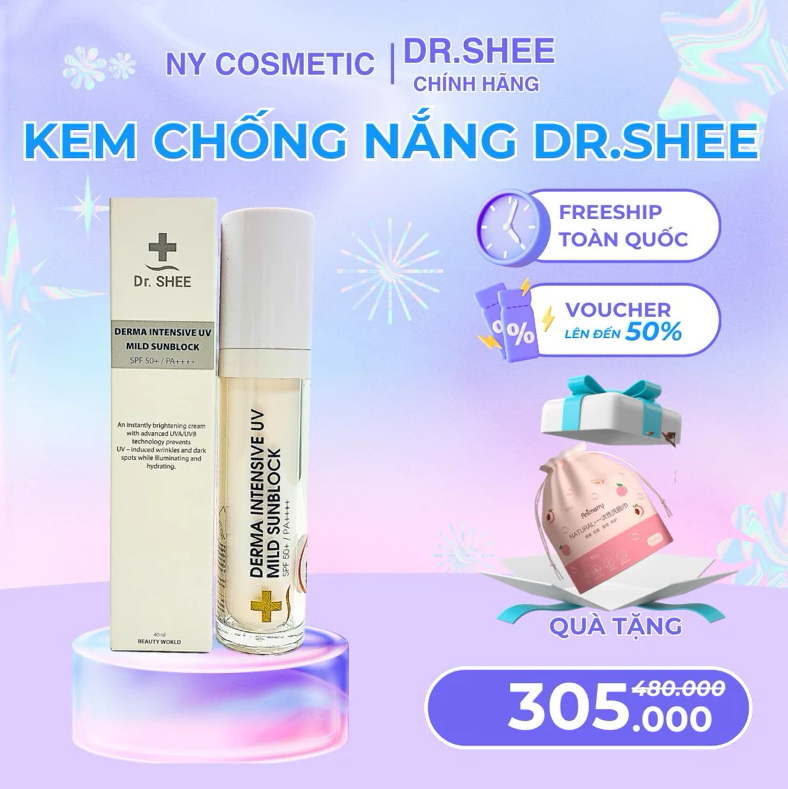 NY COSMETIC
DR.SHEE
CHÍNH HÃNG
KEM CHỐNG NẮNG DR.SHEE
FREESHIP
TOÀN QUỐC
VOUCHER
LÊN ĐẾN 50%
Dr. SHEE
DERMA INTENSIVE UV
MILD SUNBLOCK
SPF 50+ / PA++++
An instantly brightening cream
with advanced UVA/UVB
technology prevents
UV – induced wrinkles and dark
spots while illuminating and
hydrating.
40ml
BEAUTY WORLD
DERMA INTENSIVE UV
MILD SUNBLOCK
SPF 50+ / PA++++
%
Animerry
QUÀ TẶNG
480.000
305.000